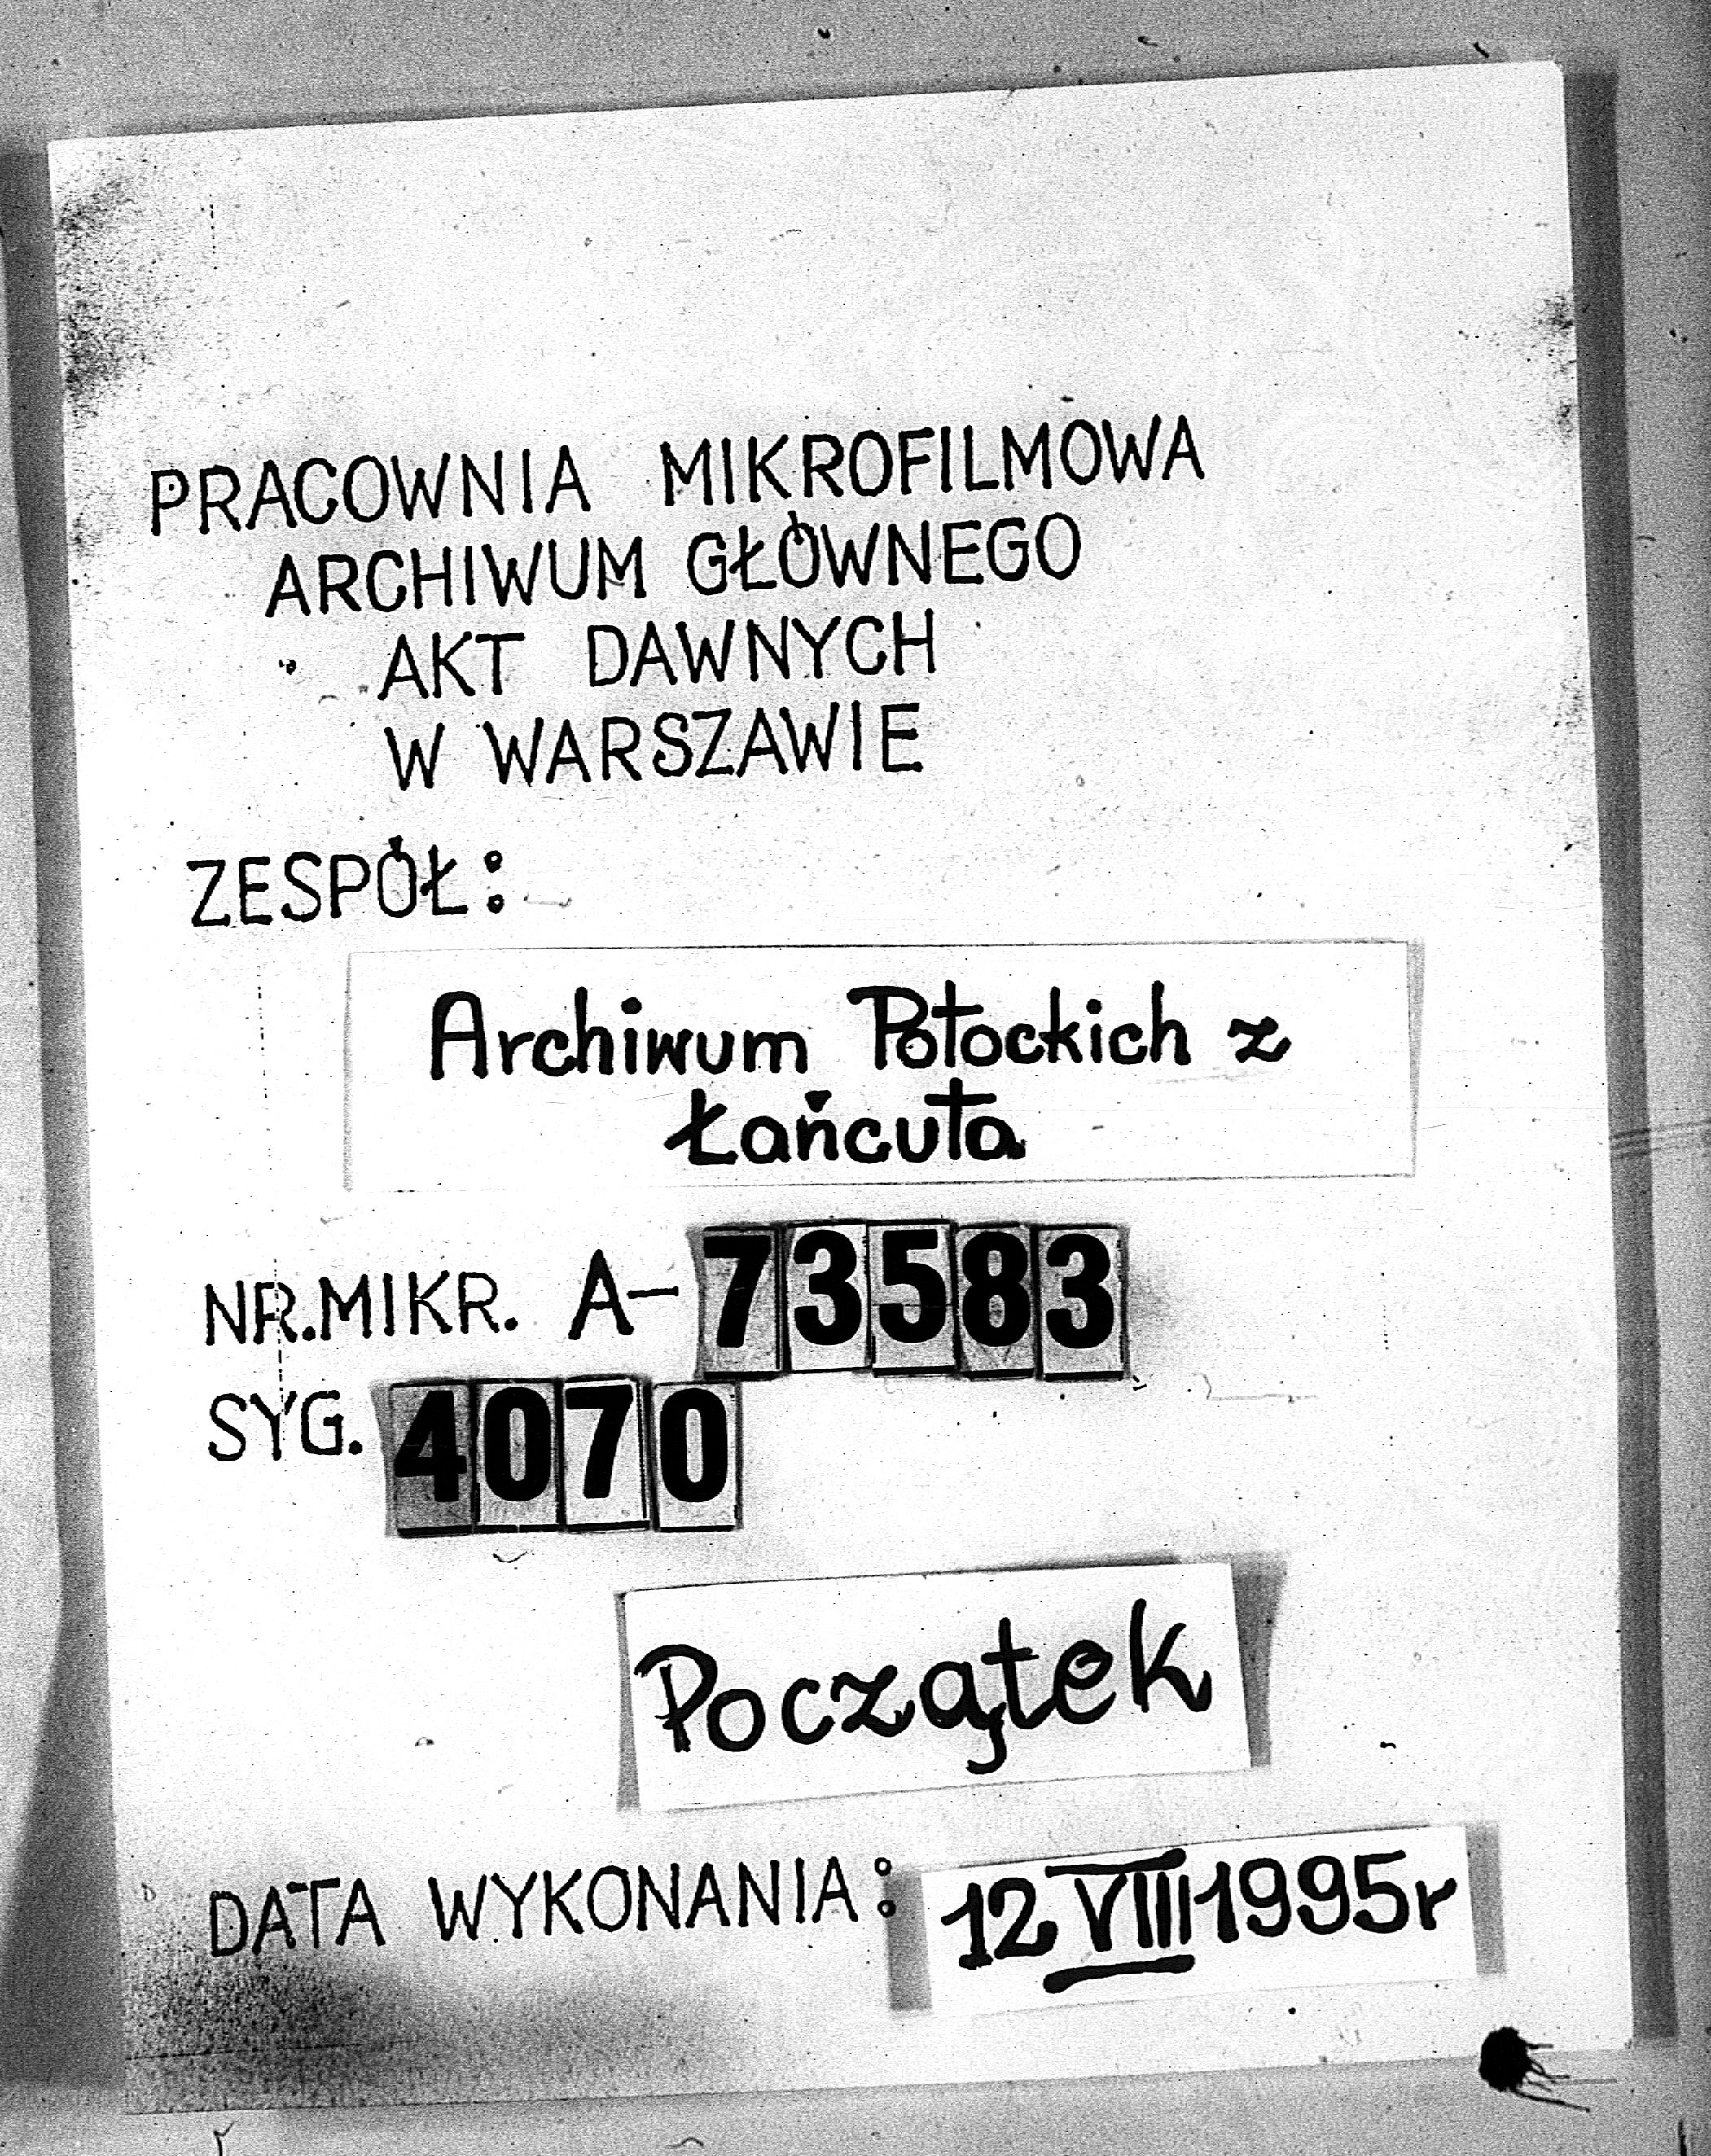 PRACOWNIA MIKROFILMOWA
ARCHIWUM GŁÓWNEGO
AKT DAWNYCH
W WARSZAWIE
ZESPÓŁ:
Archiwum Potockich z
Łańcuta
NR.MIKR. A-73583
SYG. 4070
Początek
DATA WYKONANIA: 12 VIII 1995r